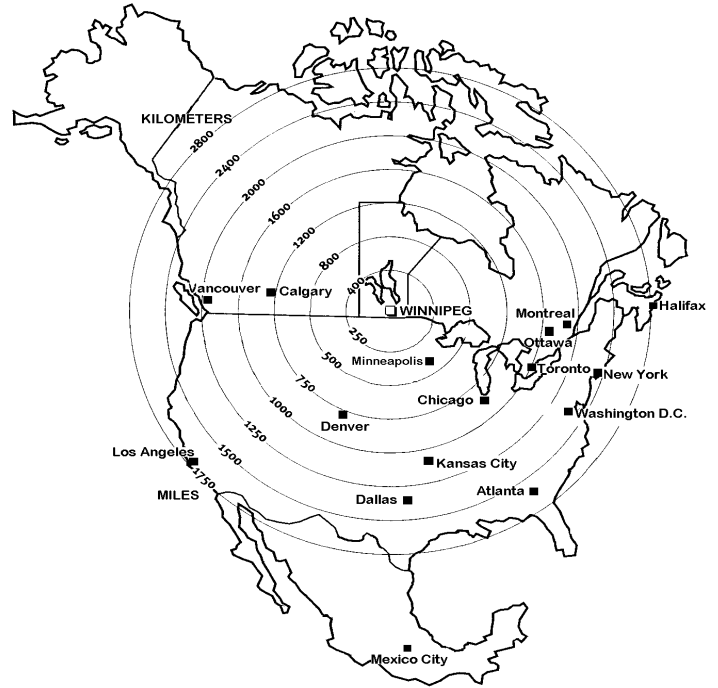 KILOMETERS
2800
2400
2000
1600
1200
800
400
Vancouver
Calgary
WINNIPEG
Halifax
Montreal
Ottawa
250
Minneapolis
500
Toronto
New York
750
Chicago
1000
Denver
Washington D.C.
1250
Los Angeles
1500
Kansas City
1750
MILES
Dallas
Atlanta
Mexico City